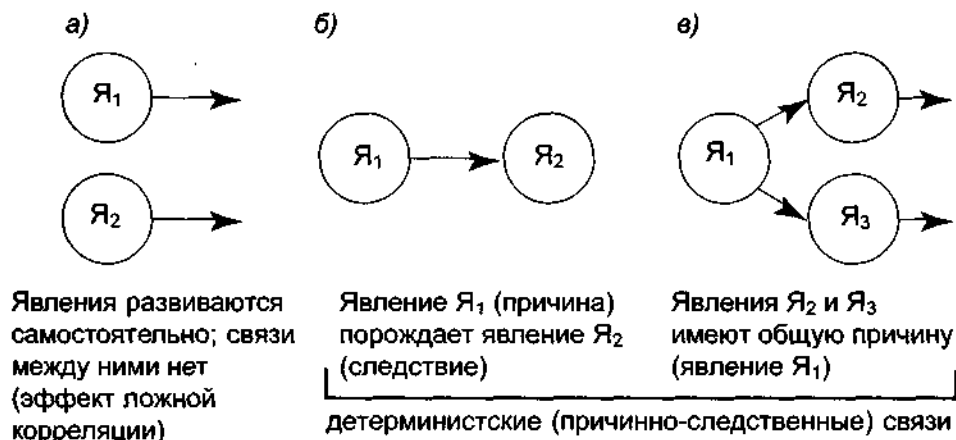 а)
Я₁
Я₂
Явления развиваются
самостоятельно; связи
между ними нет
(эффект ложной
корреляции)
б)
Я₁
Я₂
Явление Я₁ (причина)
порождает явление Я₂
(следствие)
в)
Я₁
Я₂
Я₃
Явления Я₂ и Я₃
имеют общую причину
(явление Я₁)
детерминистские (причинно-следственные) связи